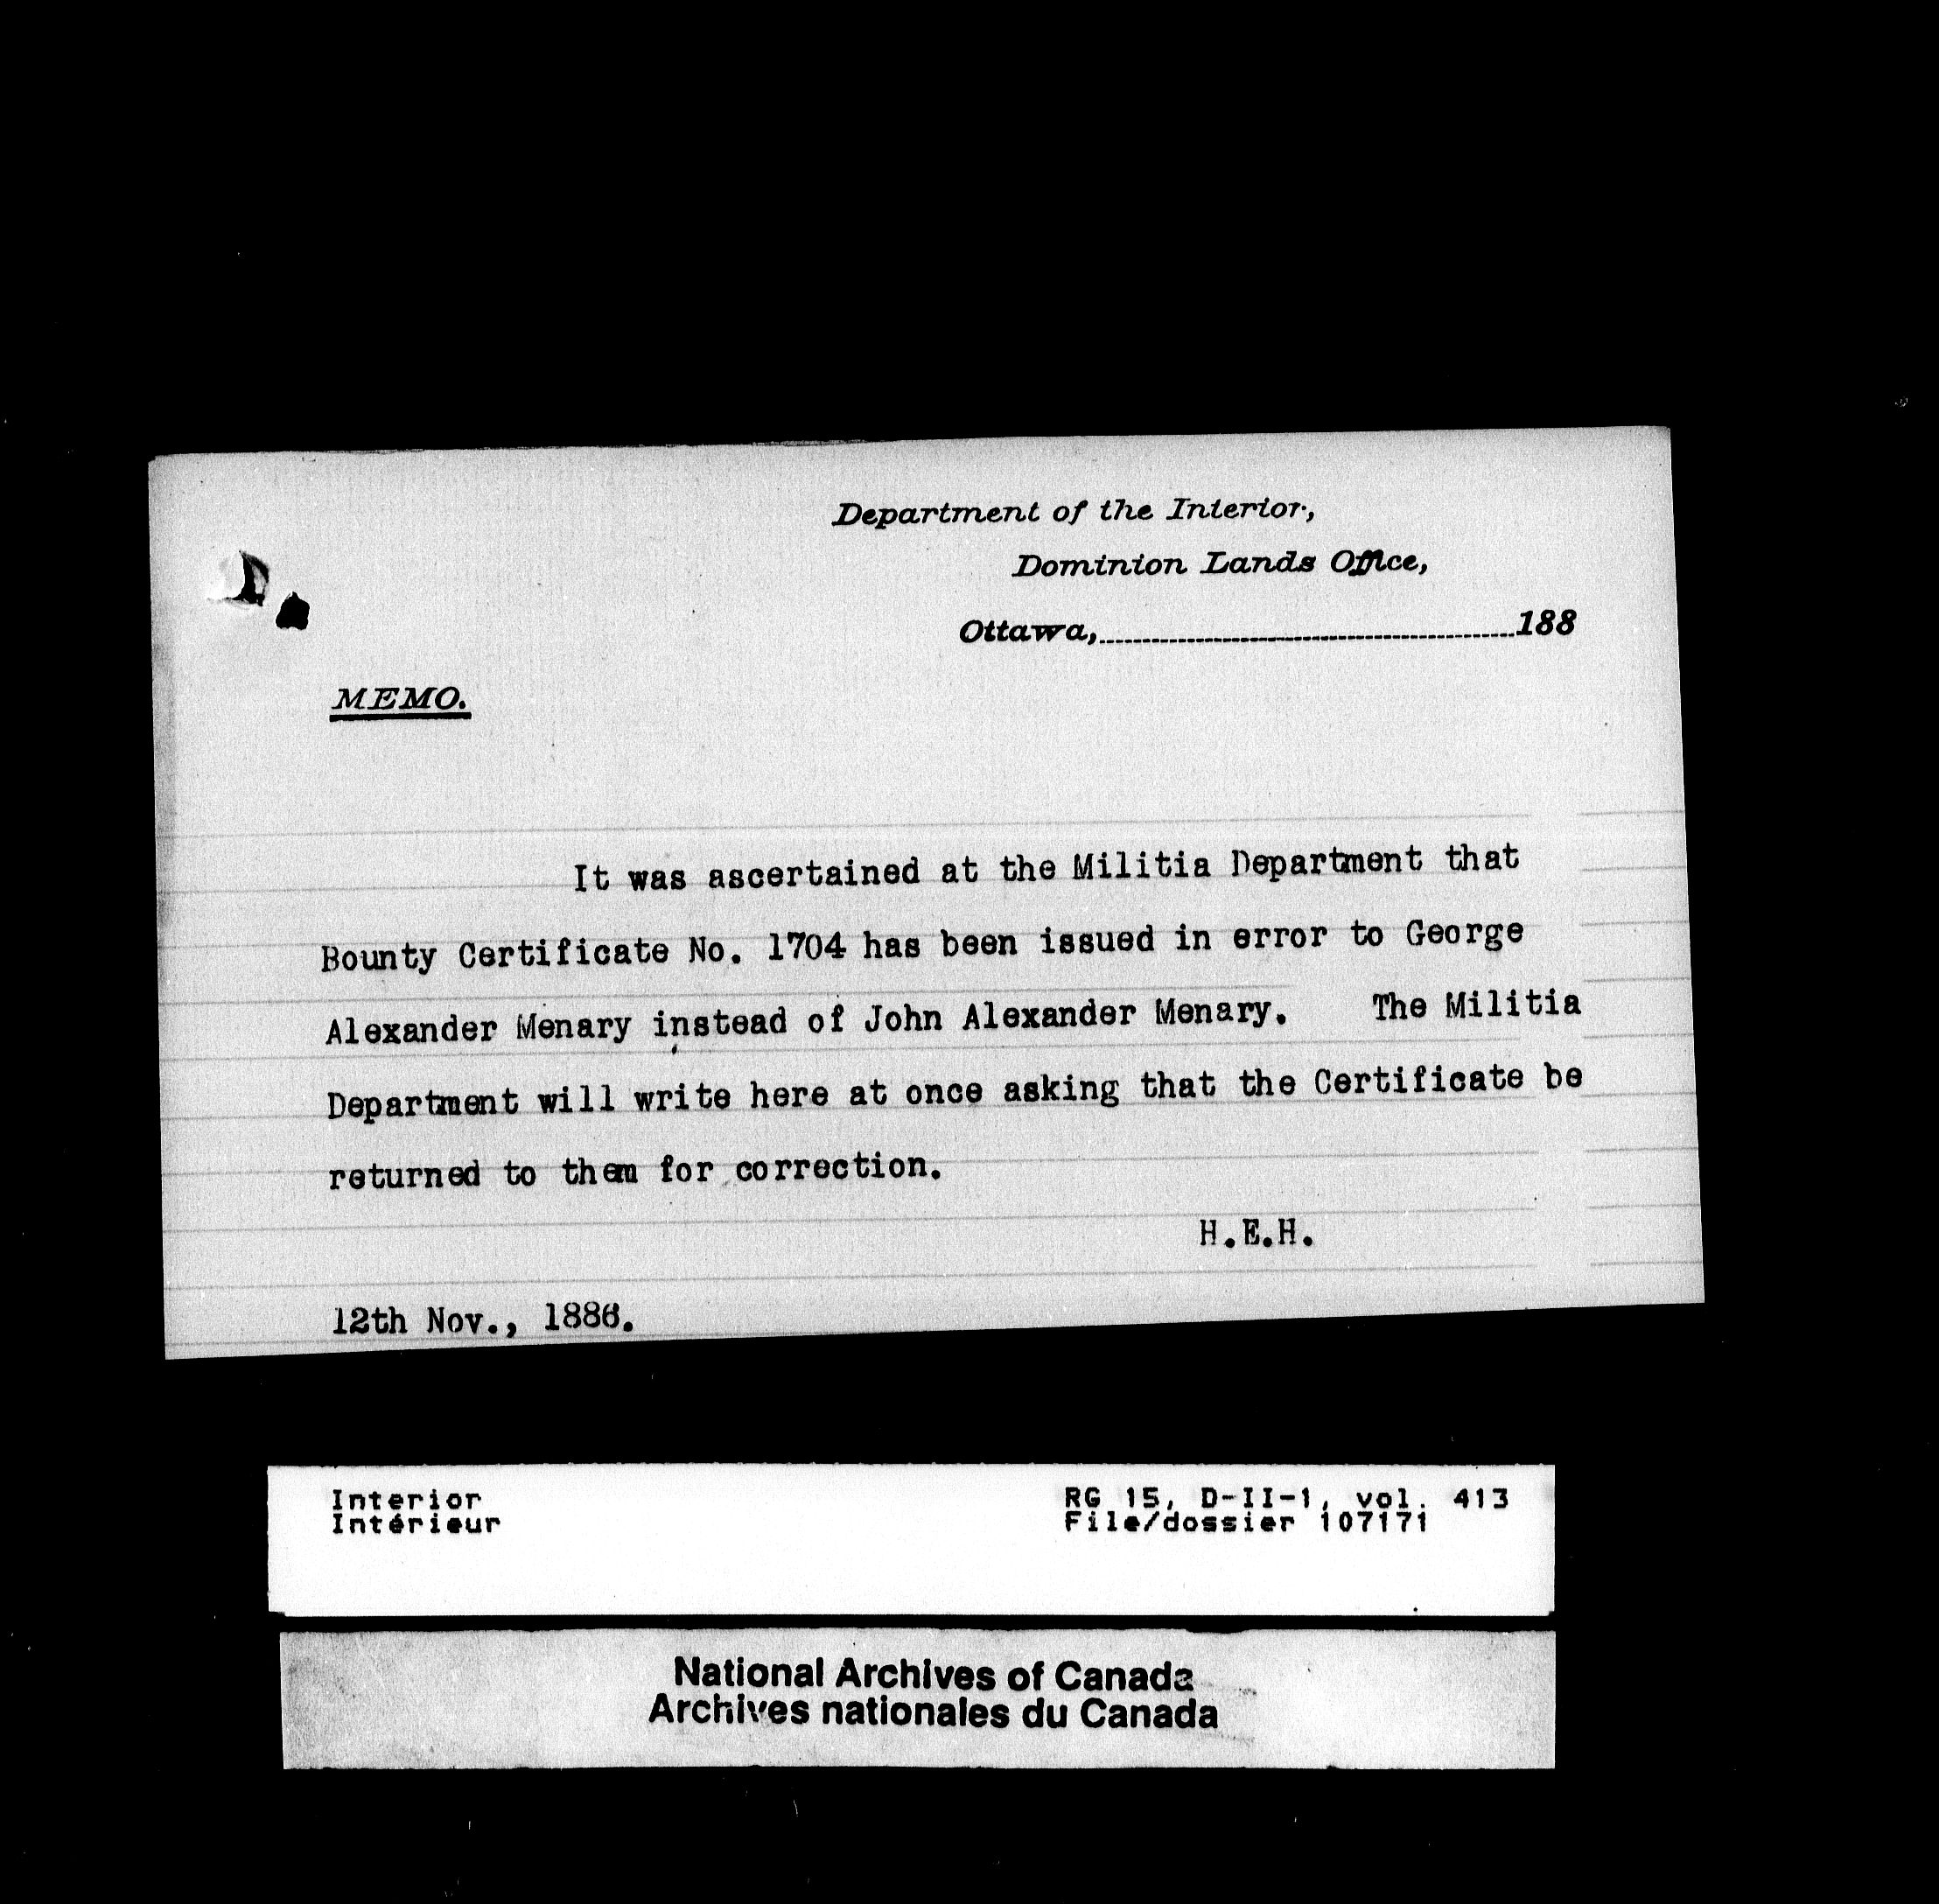 Department of the Interior,
Dominion Lands Office,
Ottawa,..............................188
MEMO.
It was ascertained at the Militia Department that
Bounty Certificate No. 1704 has been issued in error to George
Alexander Menary instead of John Alexander Menary. The Militia
Department will write here at once asking that the Certificate be
returned to them for correction.
H.E.H.
12th Nov., 1886.
Interior
Intérieur
RG 15, D-II-1, vol. 413
File/dossier 107171
National Archives of Canada
Archives nationales du Canada